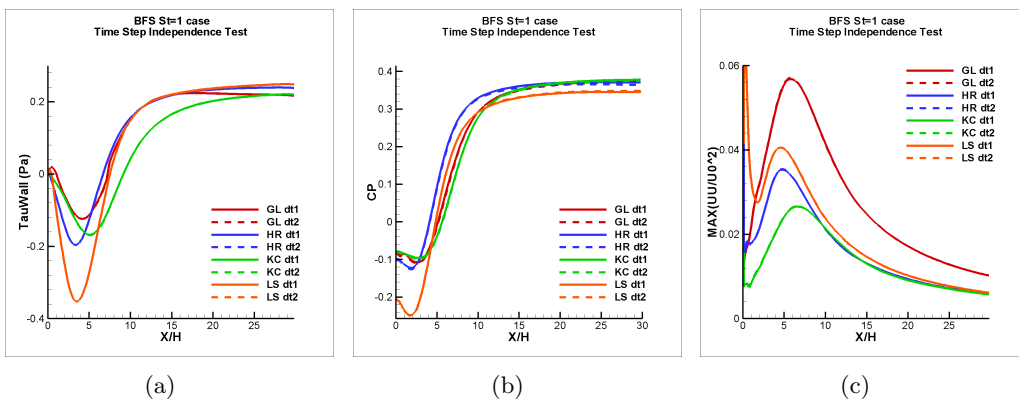 BFS St=1 case
Time Step Independence Test
TauWall (Pa)
0.2
0
-0.2
-0.4
0
5
10
15
20
25
X/H
GL dt1
GL dt2
HR dt1
HR dt2
KC dt1
KC dt2
LS dt1
LS dt2
(a)
BFS St=1 case
Time Step Independence Test
CP
0.4
0.3
0.2
0.1
0
-0.1
-0.2
0
5
10
15
20
25
30
X/H
GL dt1
GL dt2
HR dt1
HR dt2
KC dt1
KC dt2
LS dt1
LS dt2
(b)
BFS St=1 case
Time Step Independence Test
MAX(UU/U0^2)
0.06
0.04
0.02
0
0
5
10
15
20
25
X/H
GL dt1
GL dt2
HR dt1
HR dt2
KC dt1
KC dt2
LS dt1
LS dt2
(c)